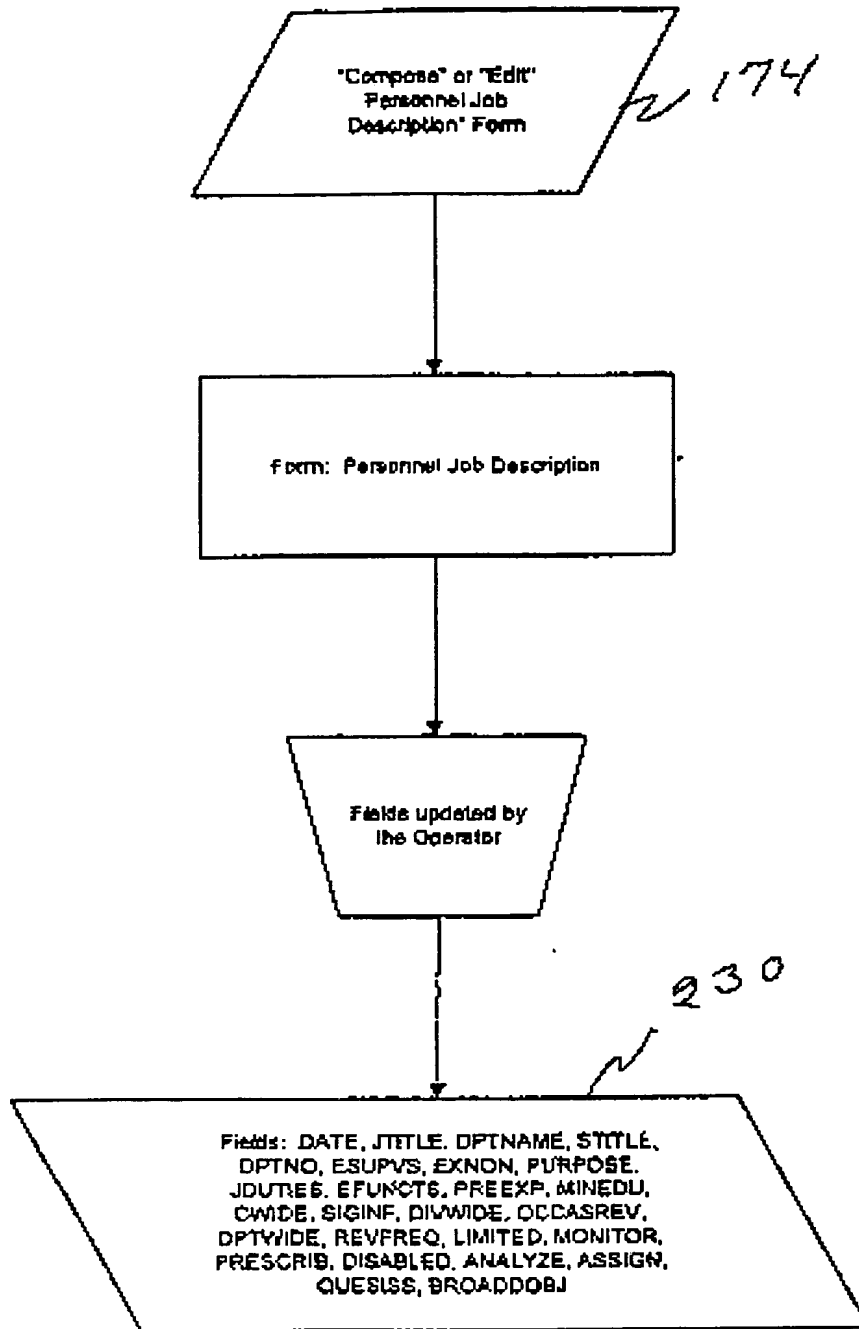 "Compose" or "Edit"
Personnel Job
Description" Form
174
Form: Personnel Job Description
Fields updated by
the Operator
230
Fields: DATE, JTITLE, DPTNAME, STITLE,
DPTNO, ESUPVS, EXNON, PURPOSE,
JDUTIES, EFUNCTS, PREEXP, MINEDU,
CWIDE, SIGINF, DIVWIDE, OCCASREV,
DPTWIDE, REVFREQ, LIMITED, MONITOR,
PRESCRIB, DISABLED, ANALYZE, ASSIGN,
QUESISS, BROADDOBJ